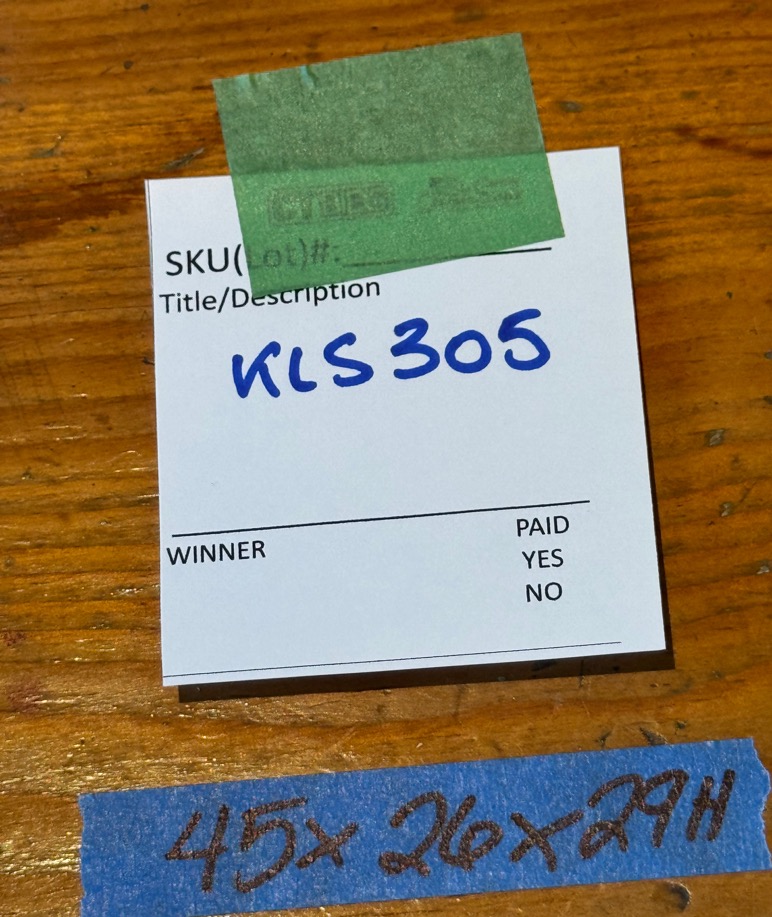 SKU(Lot)#:
Title/Description
KLS305
WINNER
PAID
YES
NO
45x26x29H